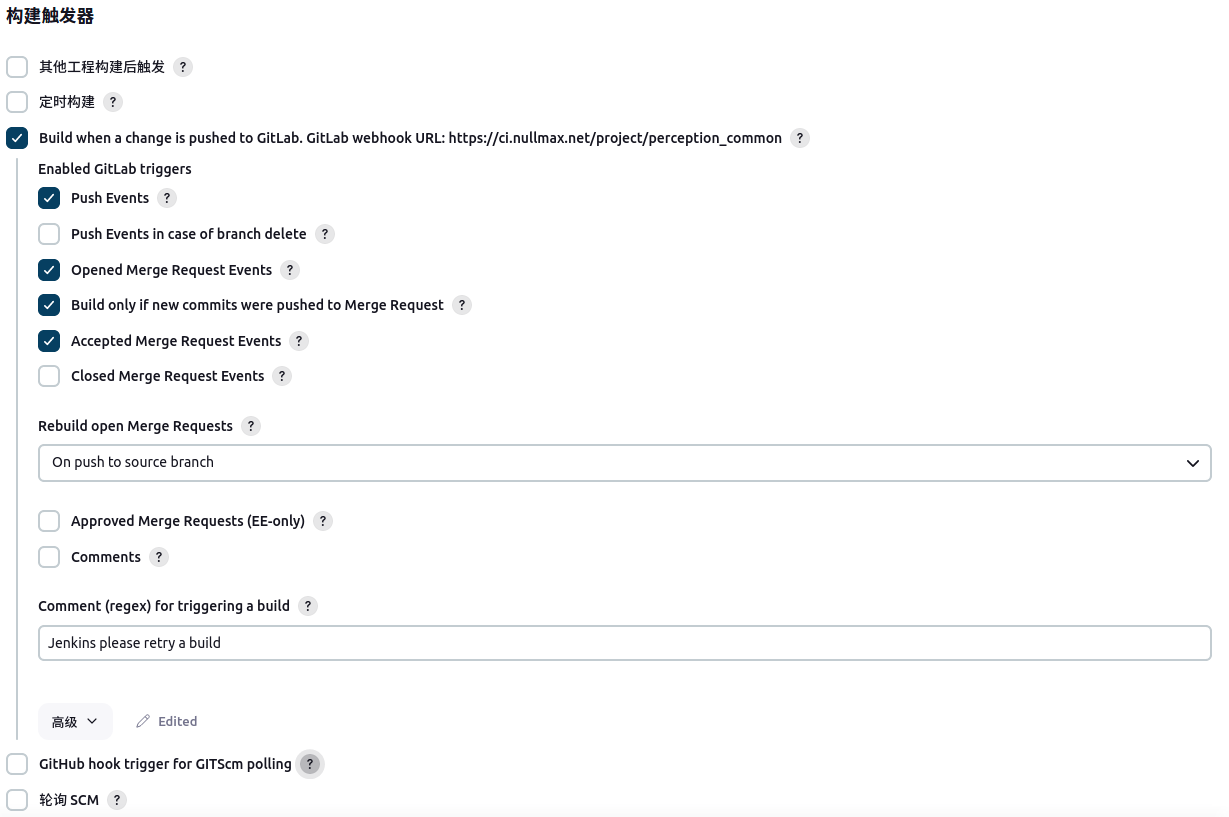 构建触发器
其他工程构建后触发 ?
定时构建 ?
Build when a change is pushed to GitLab. GitLab webhook URL: https://ci.nullmax.net/project/perception_common ?
Enabled GitLab triggers
Push Events ?
Push Events in case of branch delete ?
Opened Merge Request Events ?
Build only if new commits were pushed to Merge Request ?
Accepted Merge Request Events ?
Closed Merge Request Events ?
Rebuild open Merge Requests ?
On push to source branch
Approved Merge Requests (EE-only) ?
Comments ?
Comment (regex) for triggering a build ?
Jenkins please retry a build
高级 Edited
GitHub hook trigger for GITScm polling ?
轮询 SCM ?